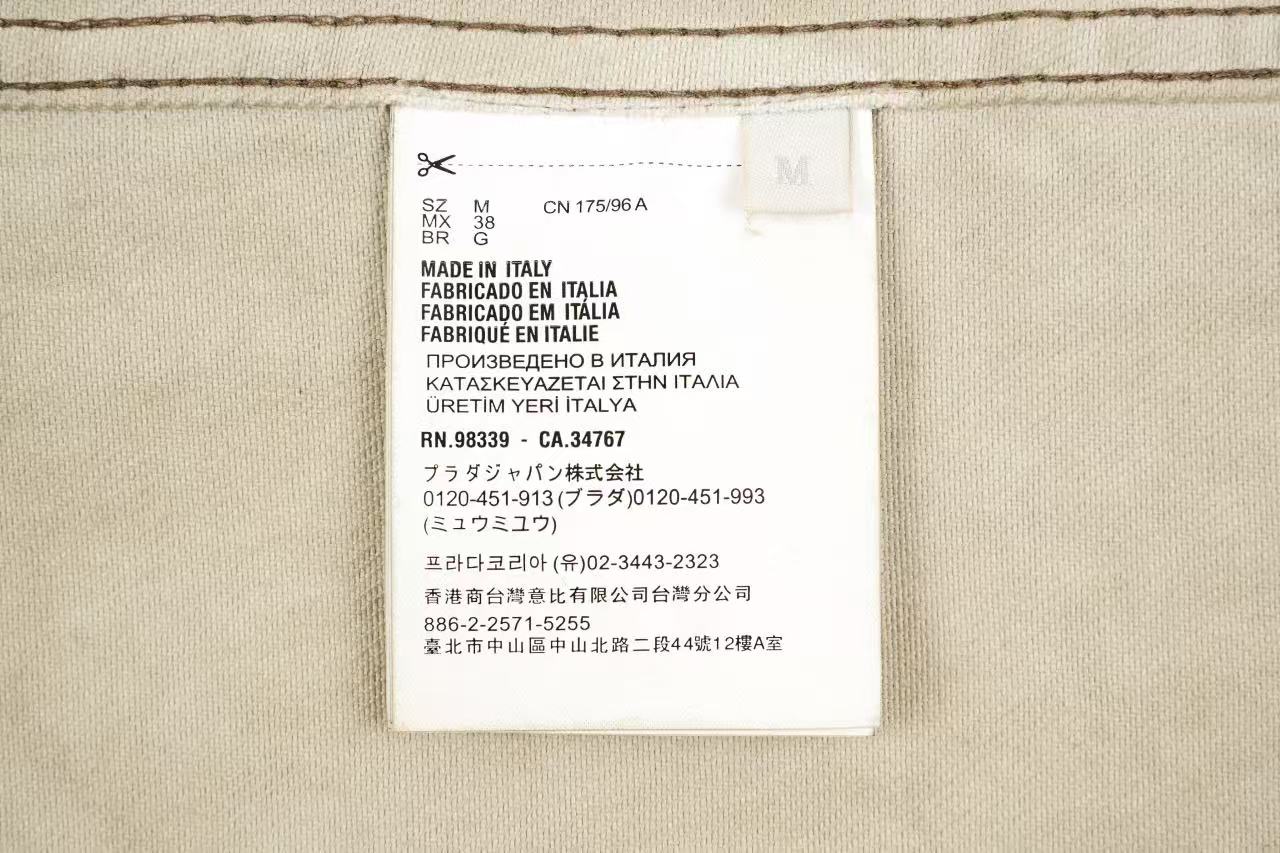 M
SZ M CN 175/96 A
MX 38
BR G
MADE IN ITALY
FABRICADO EN ITALIA
FABRICADO EM ITÁLIA
FABRIQUÉ EN ITALIE
ПРОИЗВЕДЕНО В ИТАЛИЯ
ΚΑΤΑΣΚΕΥΑΖΕΤΑΙ ΣΤΗΝ ΙΤΑΛΙΑ
ÜRETİM YERİ İTALYA
RN.98339 - CA.34767
プラダジャパン株式会社
0120-451-913 (プラダ)0120-451-993
(ミュウミユウ)
프라다코리아 (유)02-3443-2323
香港商台灣意比有限公司台灣分公司
886-2-2571-5255
臺北市中山區中山北路二段44號12樓A室